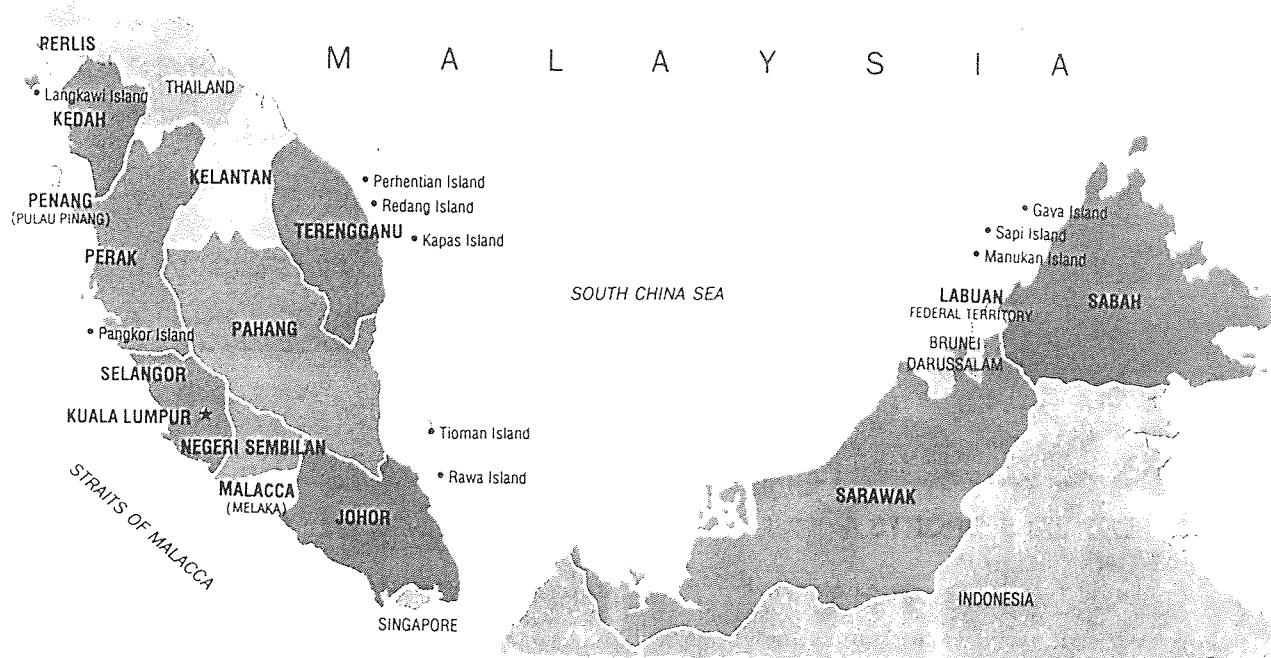 MALAYSIA
PERLIS
THAILAND
Langkawi Island
KEDAH
KELANTAN
Perhentian Island
PENANG
(PULAU PINANG)
Redang Island
TERENGGANU
Kapas Island
PERAK
Gaya Island
Sapi Island
Manukan Island
SOUTH CHINA SEA
LABUAN
FEDERAL TERRITORY
SABAH
PAHANG
Pangkor Island
BRUNEI
DARUSSALAM
SELANGOR
KUALA LUMPUR
Tioman Island
NEGERI SEMBILAN
Rawa Island
MALACCA
(MELAKA)
STRAITS OF MALACCA
JOHOR
SARAWAK
INDONESIA
SINGAPORE